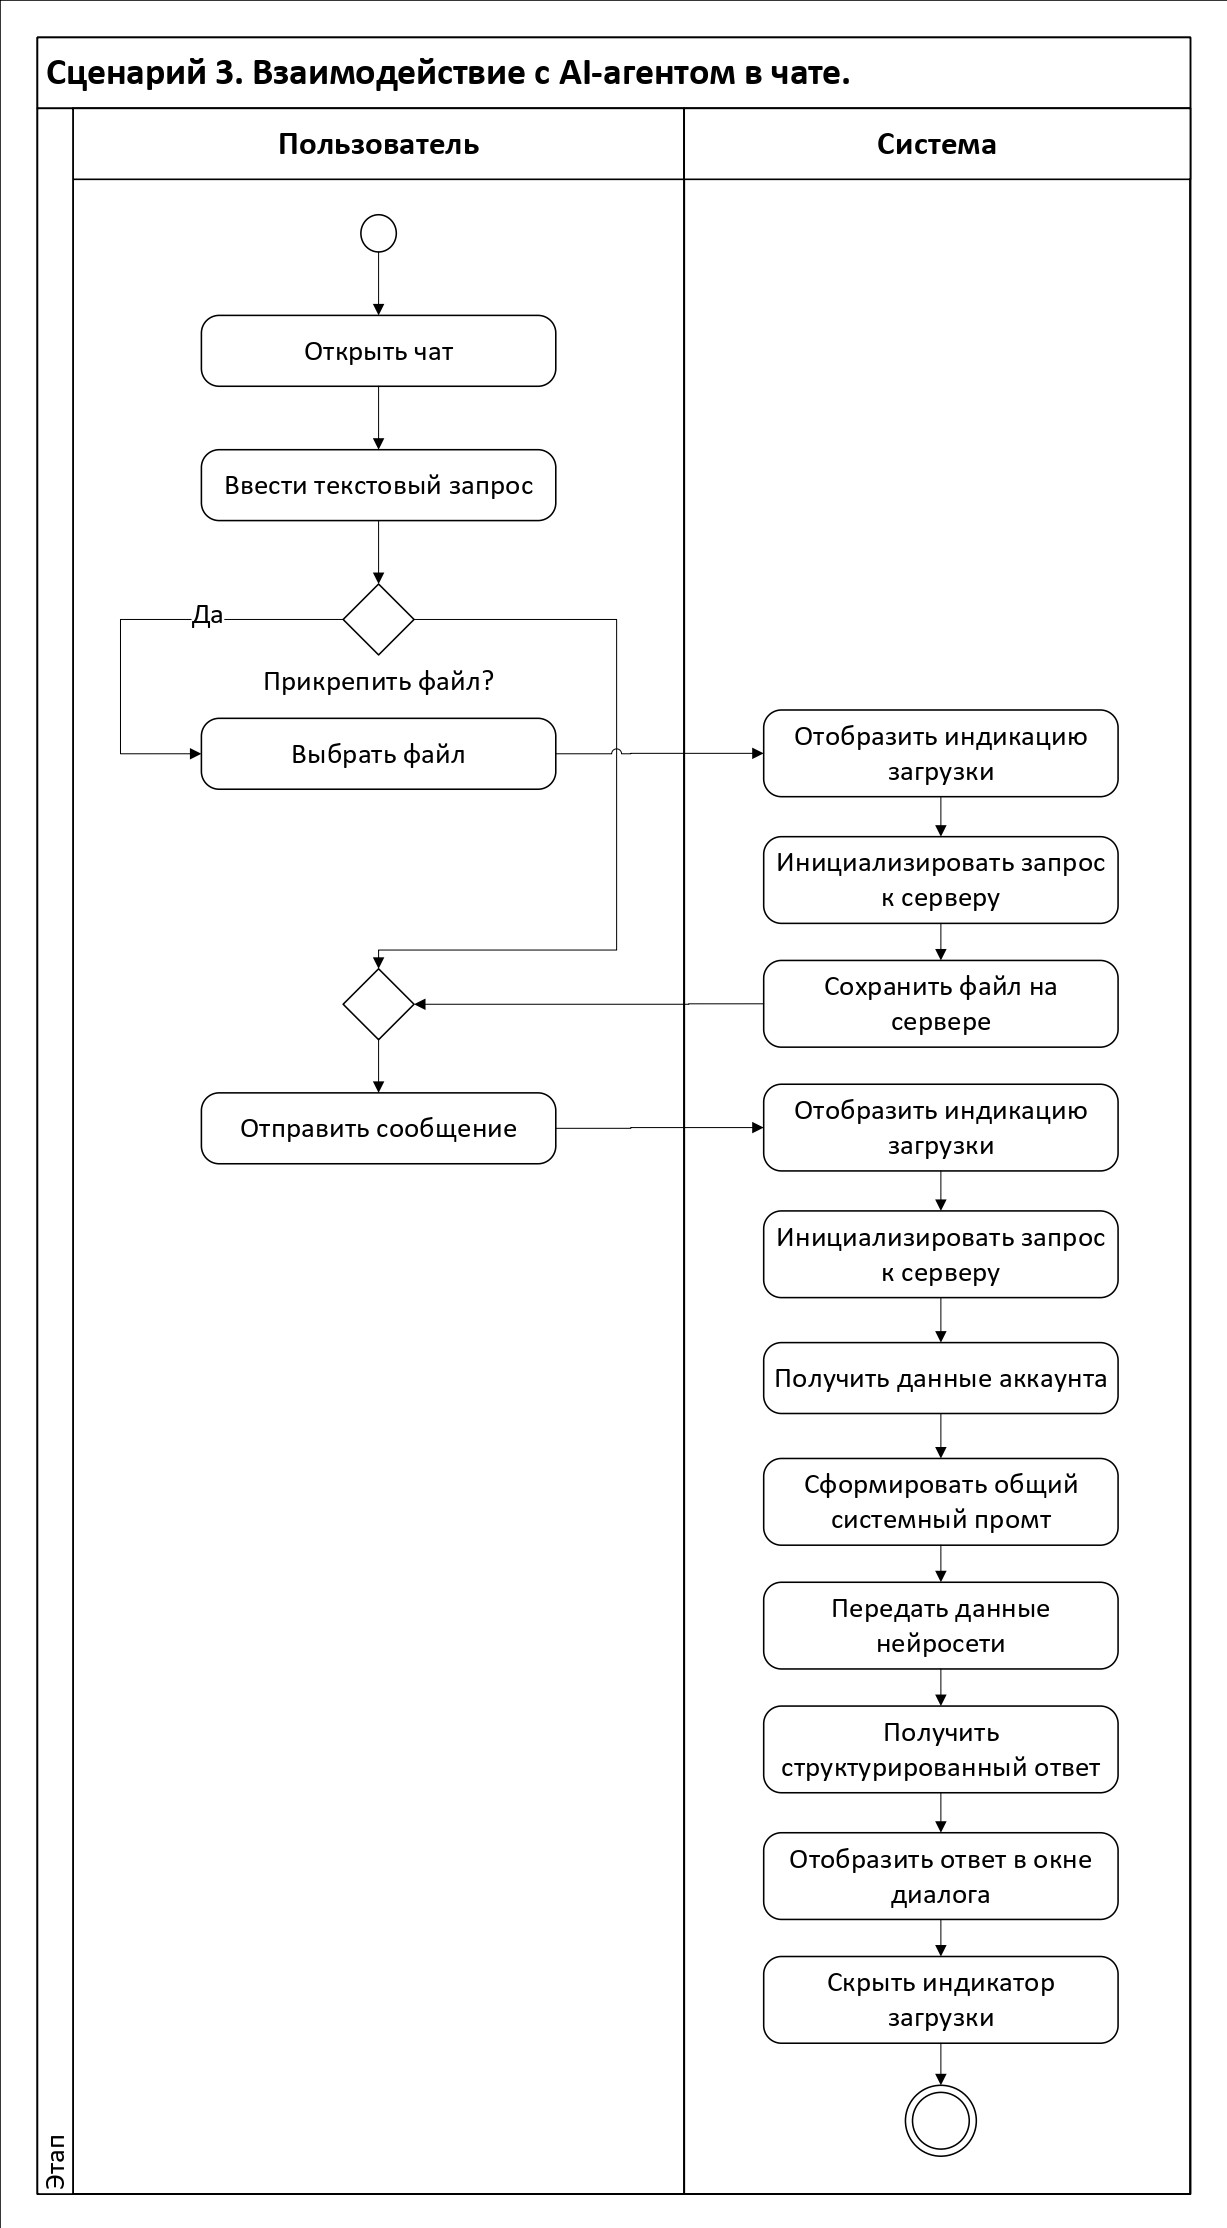 Сценарий 3. Взаимодействие с AI-агентом в чате.
Пользователь
Система
Открыть чат
Ввести текстовый запрос
Да
Прикрепить файл?
Выбрать файл
Отобразить индикацию
загрузки
Инициализировать запрос
к серверу
Сохранить файл на
сервере
Отправить сообщение
Отобразить индикацию
загрузки
Инициализировать запрос
к серверу
Получить данные аккаунта
Сформировать общий
системный промт
Передать данные
нейросети
Получить
структурированный ответ
Отобразить ответ в окне
диалога
Скрыть индикатор
загрузки
Этап